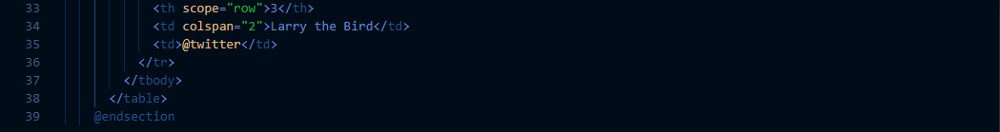 33 <th scope="row">3</th>
34 <td colspan="2">Larry the Bird</td>
35 <td>@twitter</td>
36 </tr>
37 </tbody>
38 </table>
39 @endsection